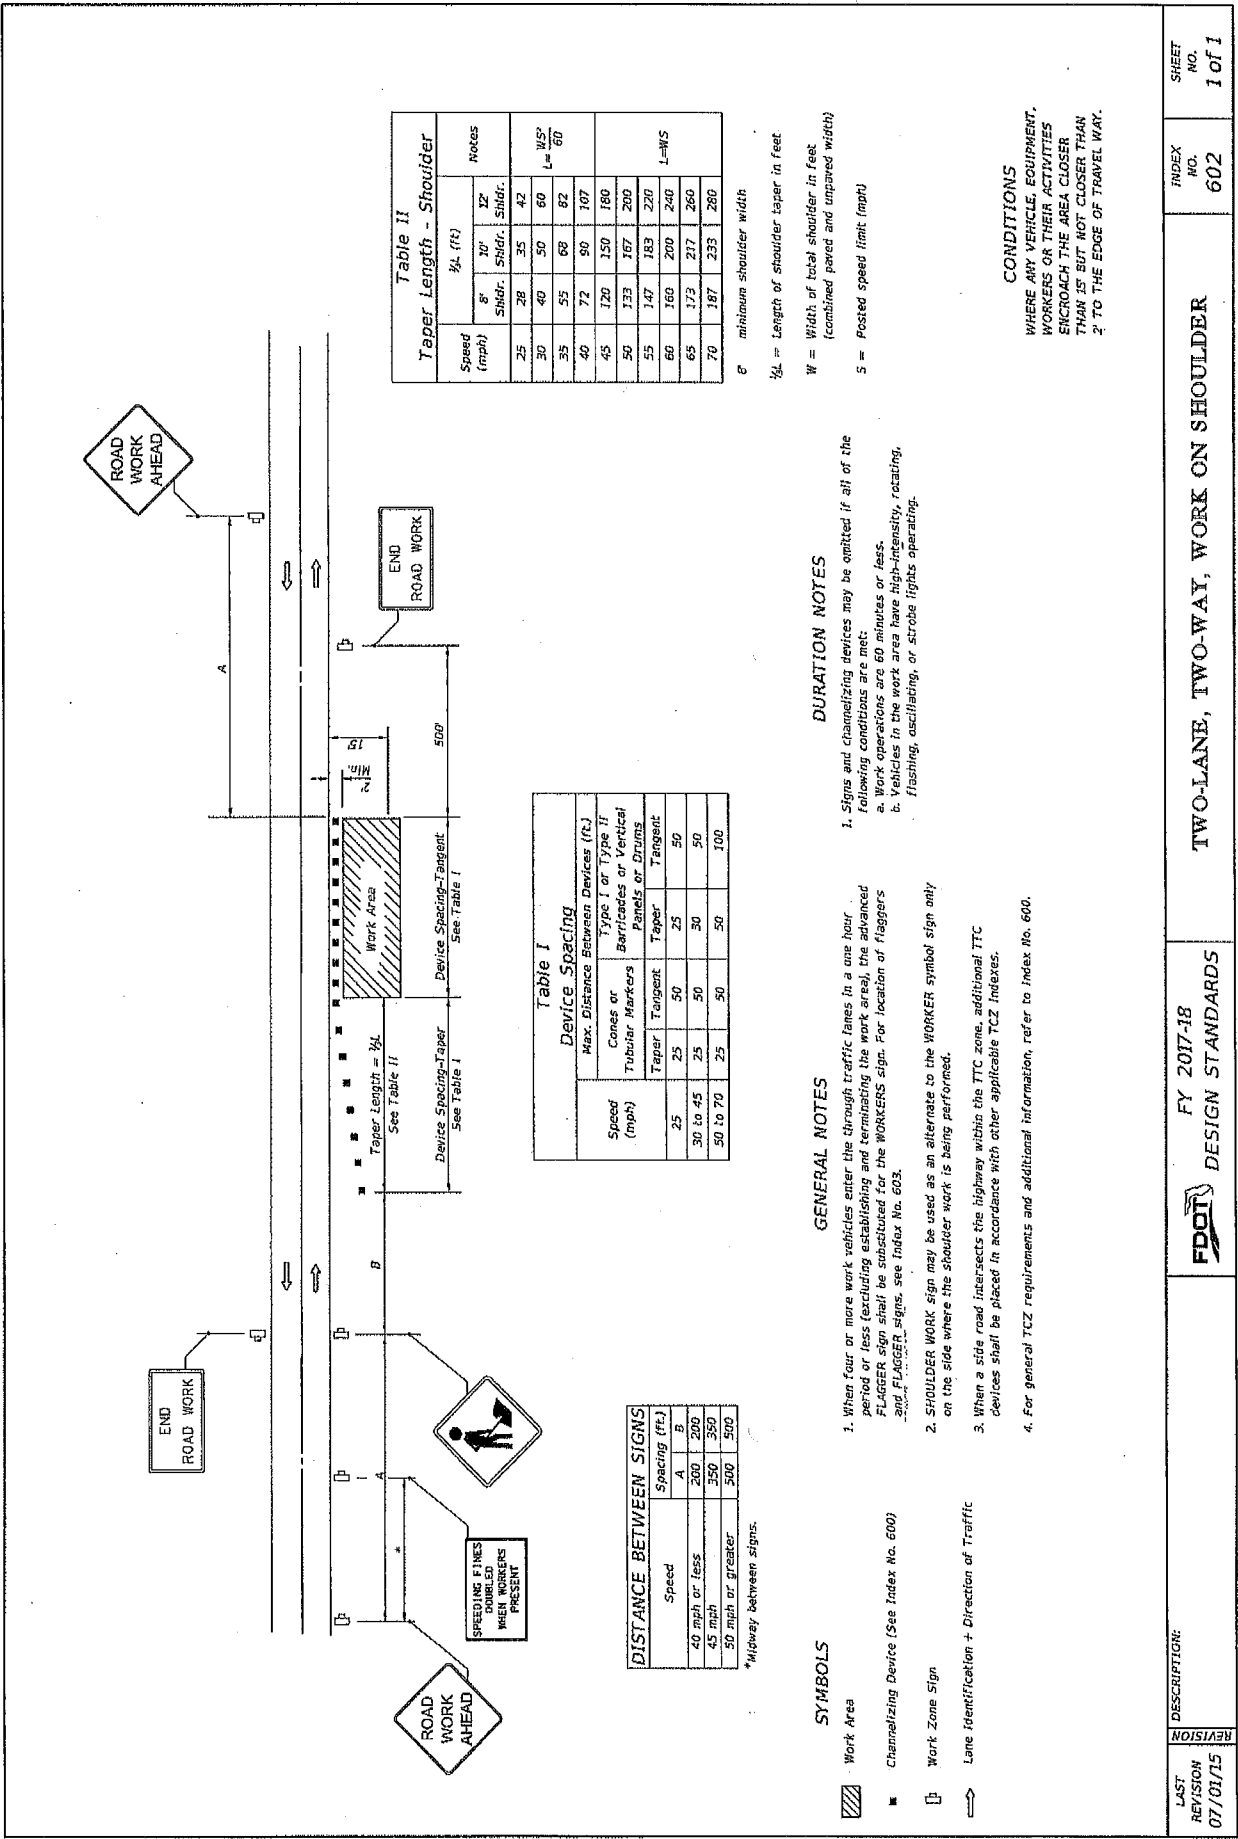 ROAD
WORK
AHEAD
SPEEDING FINES
DOUBLED
WHEN WORKERS
PRESENT
END
ROAD WORK
*
A
B
Taper Length = ⅓L
See Table II
Device Spacing-Taper
See Table I
Work Area
Device Spacing-Tangent
See Table I
2'
Min.
15'
500'
A
END
ROAD WORK
ROAD
WORK
AHEAD
DISTANCE BETWEEN SIGNS
Speed Spacing (ft.)
A B
40 mph or less 200 200
45 mph 350 350
50 mph or greater 500 500
*Midway between signs.
Table I
Device Spacing
Speed (mph) Max. Distance Between Devices (ft.)
Cones or Tubular Markers Type I or Type II Barricades or Vertical Panels or Drums
Taper Tangent Taper Tangent
25 25 50 25 50
30 to 45 25 50 30 50
50 to 70 25 50 50 100
Table II
Taper Length - Shoulder
Speed (mph) ⅓L (ft) Notes
8' Shldr. 10' Shldr. 12' Shldr.
25 28 35 42
30 40 50 60
35 55 68 82
40 72 90 107
L= WS²/60
45 120 150 180
50 133 167 200
55 147 183 220
60 160 200 240
65 173 217 260
70 187 233 280
L=WS
8' minimum shoulder width
⅓L = Length of shoulder taper in feet
W = Width of total shoulder in feet
(combined paved and unpaved width)
S = Posted speed limit (mph)
SYMBOLS
Work Area
Channelizing Device (See Index No. 600)
Work Zone Sign
Lane Identification + Direction of Traffic
GENERAL NOTES
1. When four or more work vehicles enter the through traffic lanes in a one hour
period or less (excluding establishing and terminating the work area), the advanced
FLAGGER sign shall be substituted for the WORKERS sign. For location of flaggers
and FLAGGER signs, see Index No. 603.
2. SHOULDER WORK sign may be used as an alternate to the WORKER symbol sign only
on the side where the shoulder work is being performed.
3. When a side road intersects the highway within the TTC zone, additional TTC
devices shall be placed in accordance with other applicable TCZ Indexes.
4. For general TCZ requirements and additional information, refer to Index No. 600.
DURATION NOTES
1. Signs and channelizing devices may be omitted if all of the
following conditions are met:
a. Work operations are 60 minutes or less.
b. Vehicles in the work area have high-intensity, rotating,
flashing, oscillating, or strobe lights operating.
CONDITIONS
WHERE ANY VEHICLE, EQUIPMENT,
WORKERS OR THEIR ACTIVITIES
ENCROACH THE AREA CLOSER
THAN 15' BUT NOT CLOSER THAN
2' TO THE EDGE OF TRAVEL WAY.
LAST
REVISION
07/01/15
REVISION
DESCRIPTION:
FDOT
FY 2017-18
DESIGN STANDARDS
TWO-LANE, TWO-WAY, WORK ON SHOULDER
INDEX
NO.
602
SHEET
NO.
1 of 1